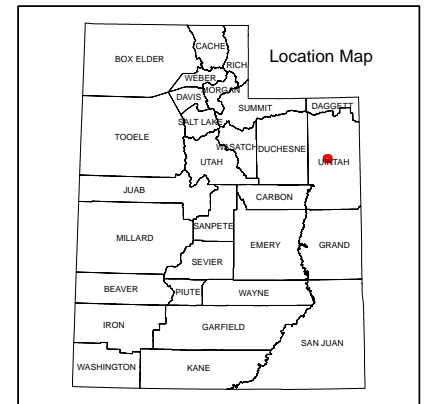 Location Map
CACHE
BOX ELDER
RICH
WEBER
MORGAN
DAVIS
SUMMIT
DAGGETT
SALT LAKE
TOOELE
WASATCH
DUCHESNE
UTAH
UINTAH
JUAB
CARBON
SANPETE
MILLARD
EMERY
GRAND
SEVIER
BEAVER
PIUTE
WAYNE
IRON
GARFIELD
SAN JUAN
WASHINGTON
KANE